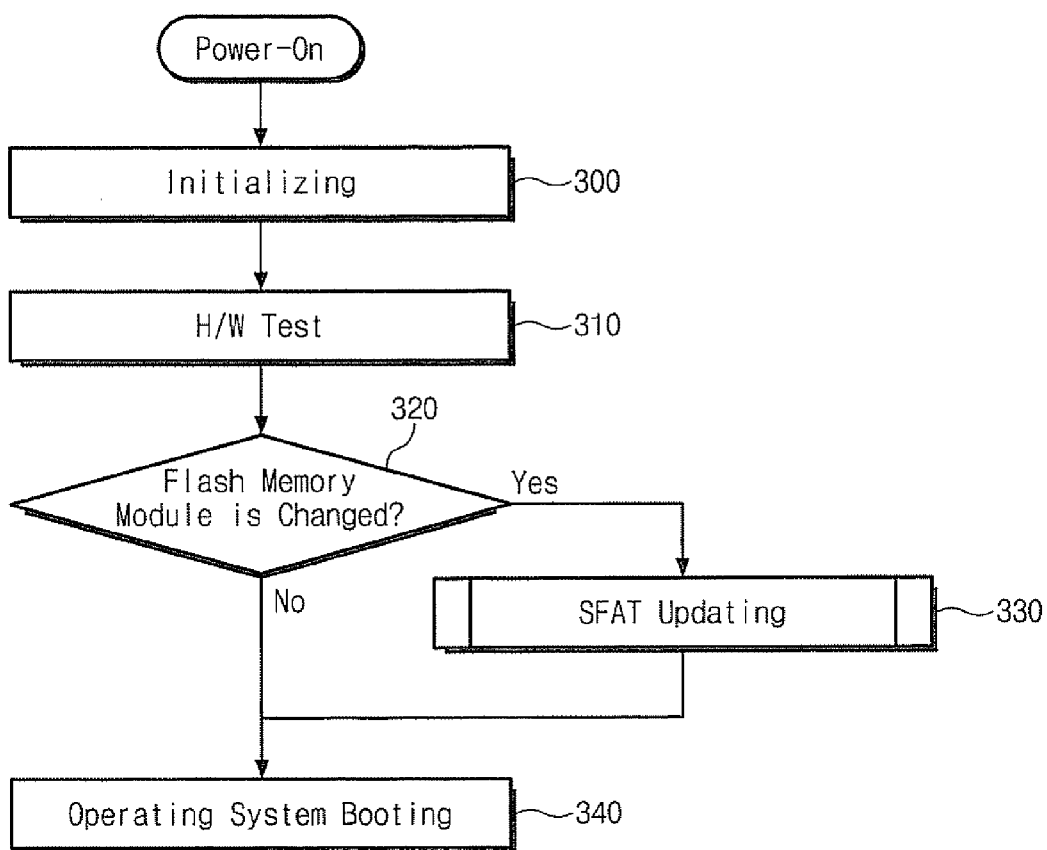 Power-On
Initializing
300
H/W Test
310
320
Flash Memory
Module is Changed?
Yes
No
SFAT Updating
330
Operating System Booting
340